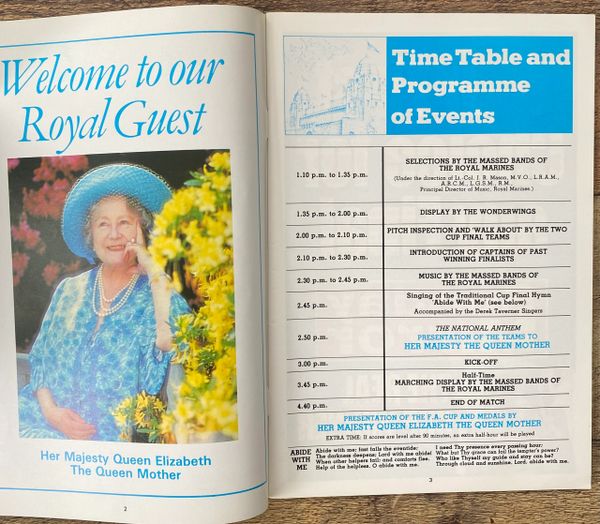 Welcome to our
Royal Guest
Her Majesty Queen Elizabeth
The Queen Mother
2
Time Table and
Programme
of Events
1.10 p.m. to 1.35 p.m.
SELECTIONS BY THE MASSED BANDS OF
THE ROYAL MARINES
(Under the direction of Lt.-Col. J. R. Mason, M.V.O., L.R.A.M.,
A.R.C.M., L.G.S.M., R.M.,
Principal Director of Music, Royal Marines.)
1.35 p.m. to 2.00 p.m.
DISPLAY BY THE WONDERWINGS
2.00 p.m. to 2.10 p.m.
PITCH INSPECTION AND 'WALK ABOUT' BY THE TWO
CUP FINAL TEAMS
2.10 p.m. to 2.30 p.m.
INTRODUCTION OF CAPTAINS OF PAST
WINNING FINALISTS
2.30 p.m. to 2.45 p.m.
MUSIC BY THE MASSED BANDS OF
THE ROYAL MARINES
2.45 p.m.
Singing of the Traditional Cup Final Hymn
'Abide With Me' (see below)
Accompanied by the Derek Taverner Singers
2.50 p.m.
THE NATIONAL ANTHEM
PRESENTATION OF THE TEAMS TO
HER MAJESTY THE QUEEN MOTHER
3.00 p.m.
KICK-OFF
3.45 p.m.
Half-Time
MARCHING DISPLAY BY THE MASSED BANDS OF
THE ROYAL MARINES
4.40 p.m.
END OF MATCH
PRESENTATION OF THE F.A. CUP AND MEDALS BY
HER MAJESTY QUEEN ELIZABETH THE QUEEN MOTHER
EXTRA TIME: If scores are level after 90 minutes, an extra half-hour will be played
ABIDE
WITH
ME
Abide with me; fast falls the eventide;
The darkness deepens; Lord with me abide!
When other helpers fail; and comforts flee,
Help of the helpless, O abide with me.
I need Thy presence every passing hour;
What but Thy grace can foil the tempter's power?
Who like Thyself my guide and stay can be?
Through cloud and sunshine, Lord, abide with me.
3